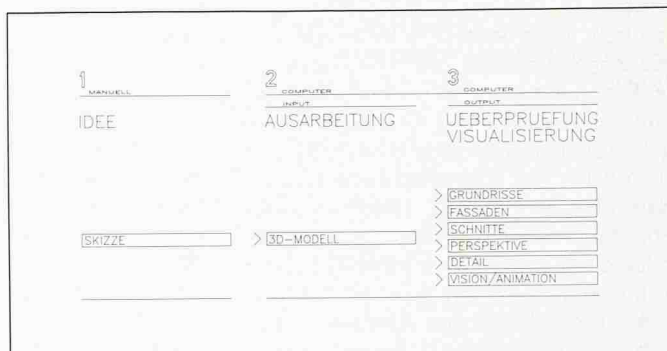 1
MANUELL
IDEE
SKIZZE
2
COMPUTER
INPUT
AUSARBEITUNG
> 3D-MODELL
3
COMPUTER
OUTPUT
UEBERPRUEFUNG
VISUALISIERUNG
> GRUNDRISSE
> FASSADEN
> SCHNITTE
> PERSPEKTIVE
> DETAIL
> VISION/ANIMATION